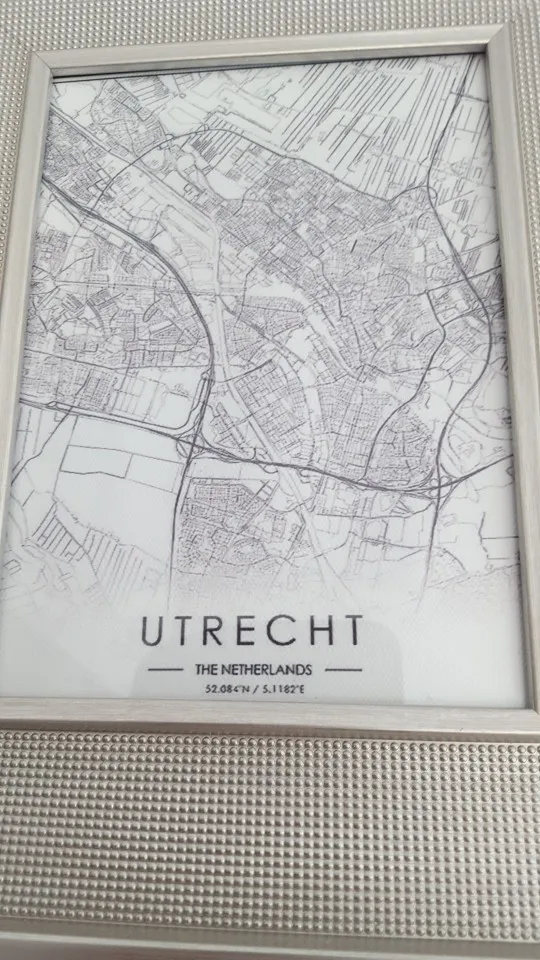 UTRECHT
THE NETHERLANDS
52.084°N / 5.1182°E